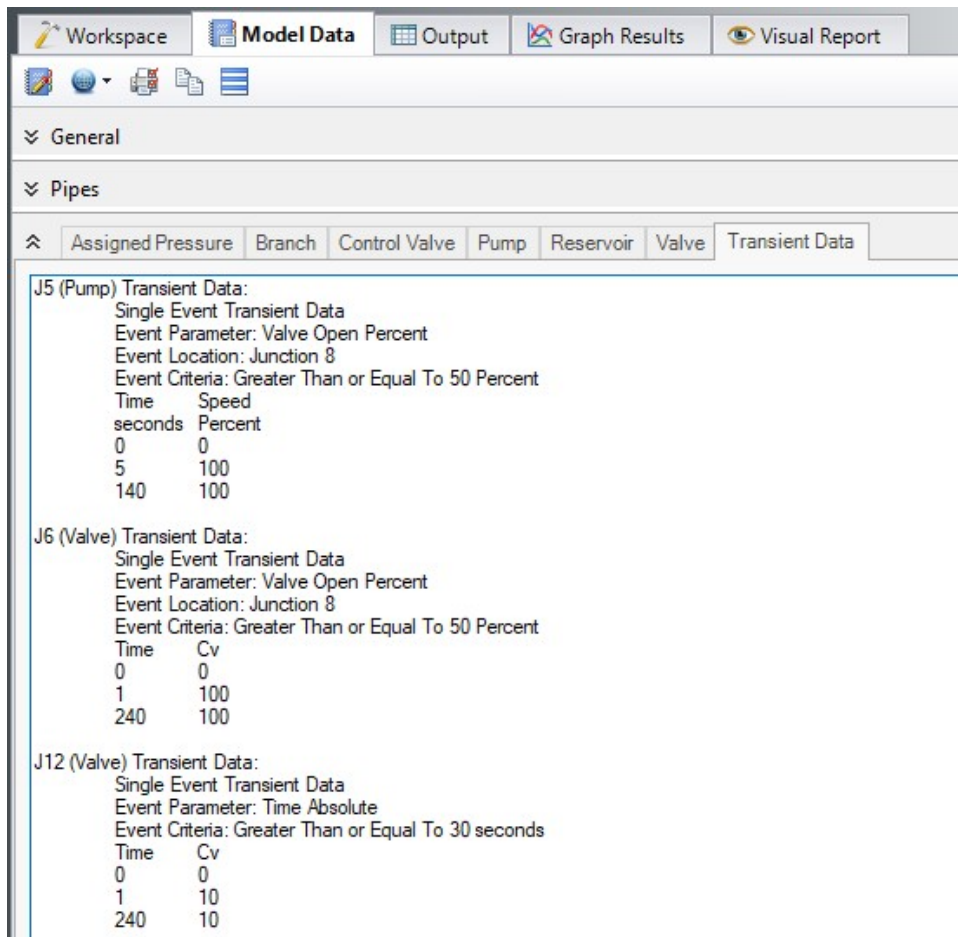 Workspace Model Data Output Graph Results Visual Report
General
Pipes
Assigned Pressure Branch Control Valve Pump Reservoir Valve Transient Data
J5 (Pump) Transient Data:
Single Event Transient Data
Event Parameter: Valve Open Percent
Event Location: Junction 8
Event Criteria: Greater Than or Equal To 50 Percent
Time Speed
seconds Percent
0 0
5 100
140 100
J6 (Valve) Transient Data:
Single Event Transient Data
Event Parameter: Valve Open Percent
Event Location: Junction 8
Event Criteria: Greater Than or Equal To 50 Percent
Time Cv
0 0
1 100
240 100
J12 (Valve) Transient Data:
Single Event Transient Data
Event Parameter: Time Absolute
Event Criteria: Greater Than or Equal To 30 seconds
Time Cv
0 0
1 10
240 10